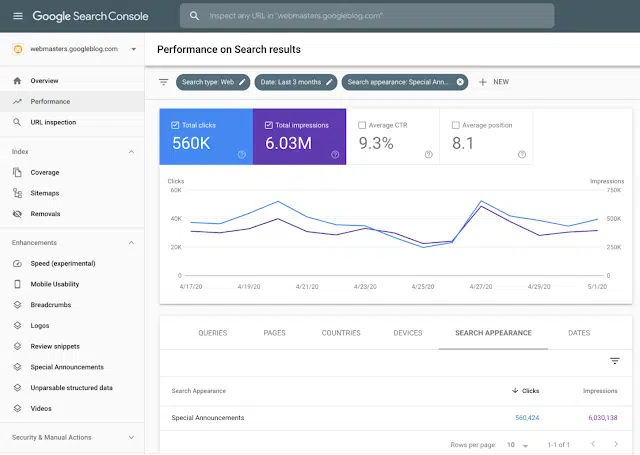 Google Search Console
Inspect any URL in "webmasters.googleblog.com/"
webmasters.googleblog.com
Performance on Search results
Search type: Web
Date: Last 3 months
Search appearance: Special Ann...
NEW
Overview
Performance
URL inspection
Index
Coverage
Sitemaps
Removals
Enhancements
Speed (experimental)
Mobile Usability
Breadcrumbs
Logos
Review snippets
Special Announcements
Unparsable structured data
Videos
Security & Manual Actions
Total clicks
560K
Total impressions
6.03M
Average CTR
9.3%
Average position
8.1
Clicks
Impressions
60K
40K
20K
0
750K
500K
250K
0
4/17/20 4/19/20 4/21/20 4/23/20 4/25/20 4/27/20 4/29/20 5/1/20
QUERIES PAGES COUNTRIES DEVICES SEARCH APPEARANCE DATES
Search Appearance Clicks Impressions
Special Announcements 560,424 6,030,138
Rows per page: 10 1-1 of 1